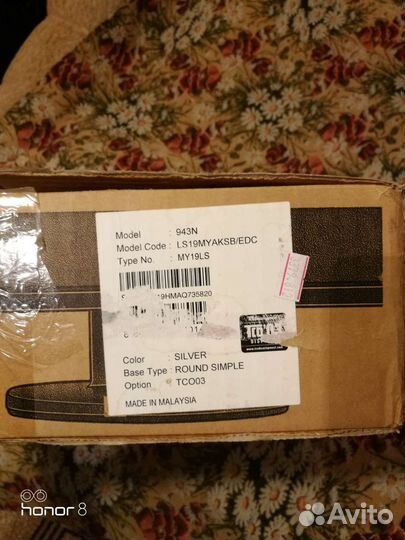 Model : 943N
Model Code : LS19MYAKSB/EDC
Type No. : MY19LS
19HMAQ735820
Color : SILVER
Base Type : ROUND SIMPLE
Option : TCO03
MADE IN MALAYSIA
honor 8
Avito